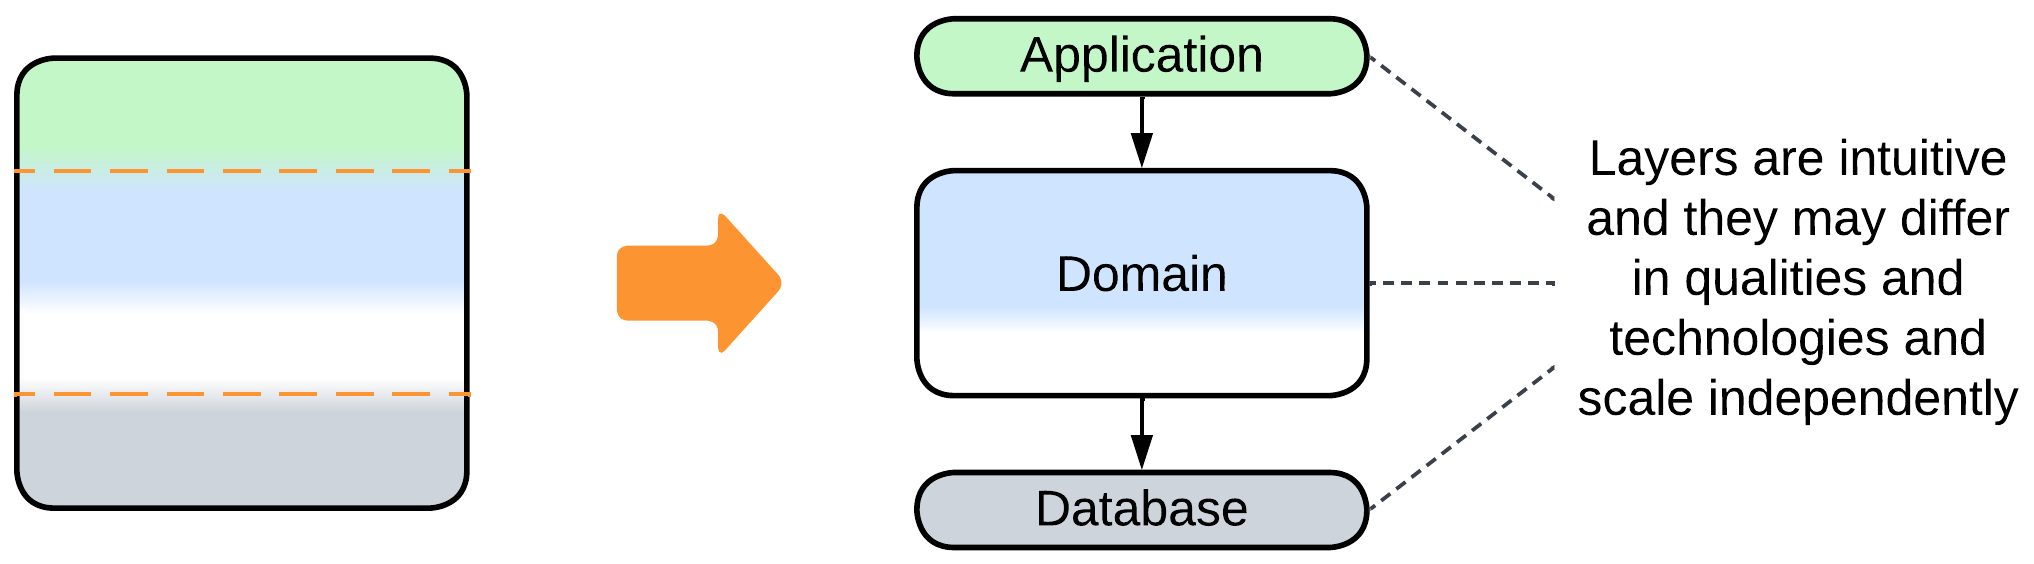 Application
Domain
Database
Layers are intuitive
and they may differ
in qualities and
technologies and
scale independently